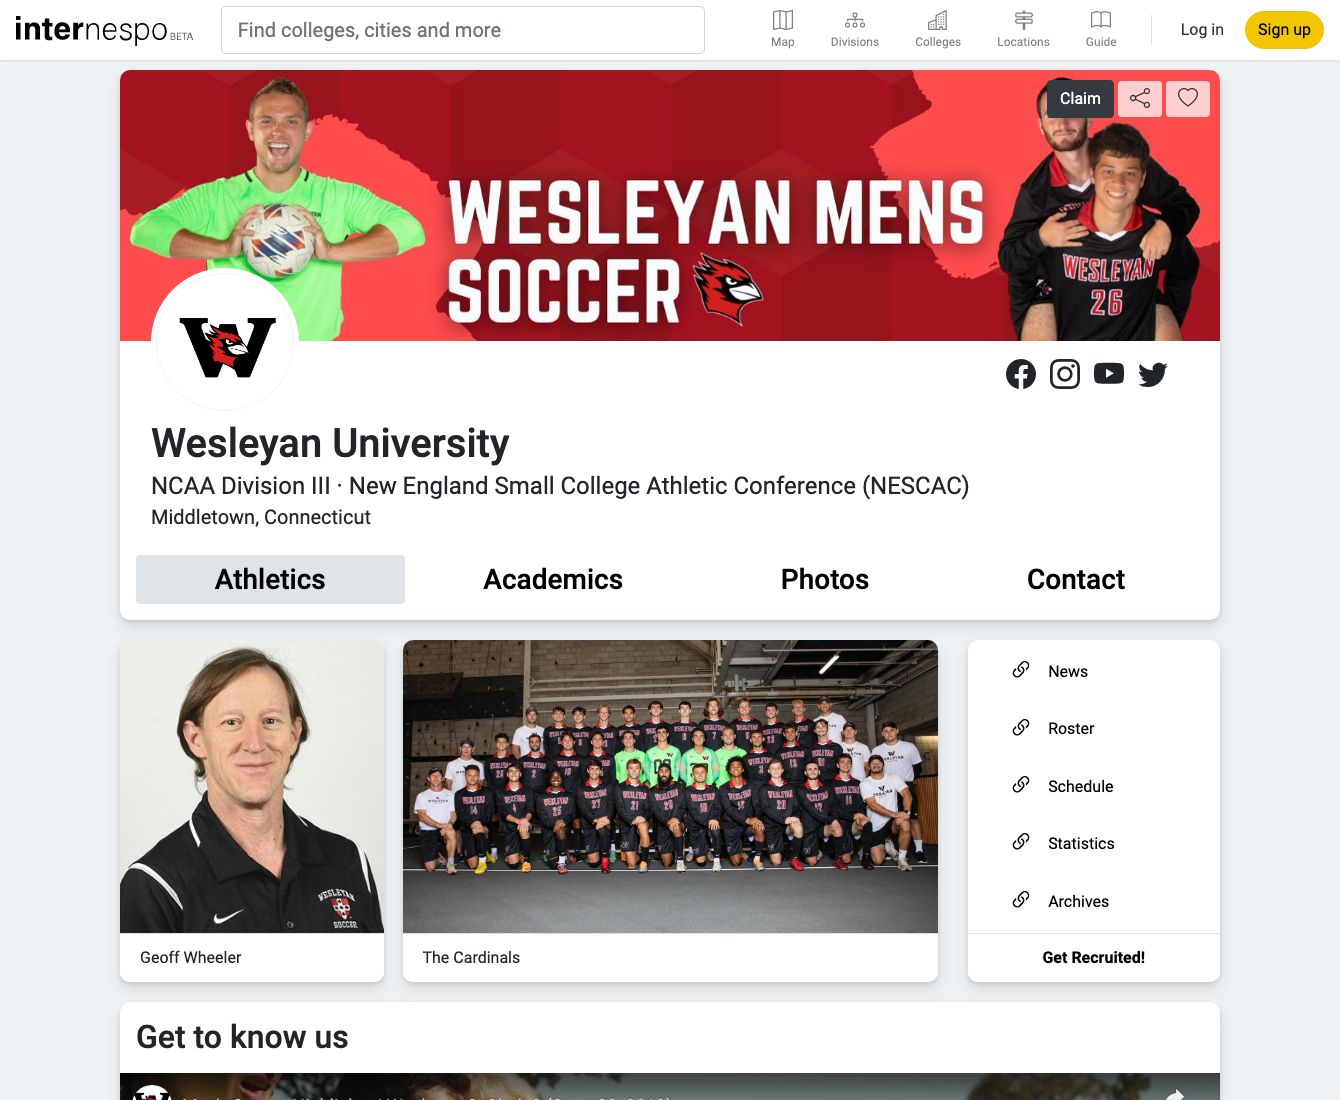 internespo BETA
Find colleges, cities and more
Map
Divisions
Colleges
Locations
Guide
Log in
Sign up
Claim
WESLEYAN MENS
SOCCER
WESLEYAN
26
W
Wesleyan University
NCAA Division III · New England Small College Athletic Conference (NESCAC)
Middletown, Connecticut
Athletics
Academics
Photos
Contact
WESLEYAN
SOCCER
Geoff Wheeler
The Cardinals
News
Roster
Schedule
Statistics
Archives
Get Recruited!
Get to know us